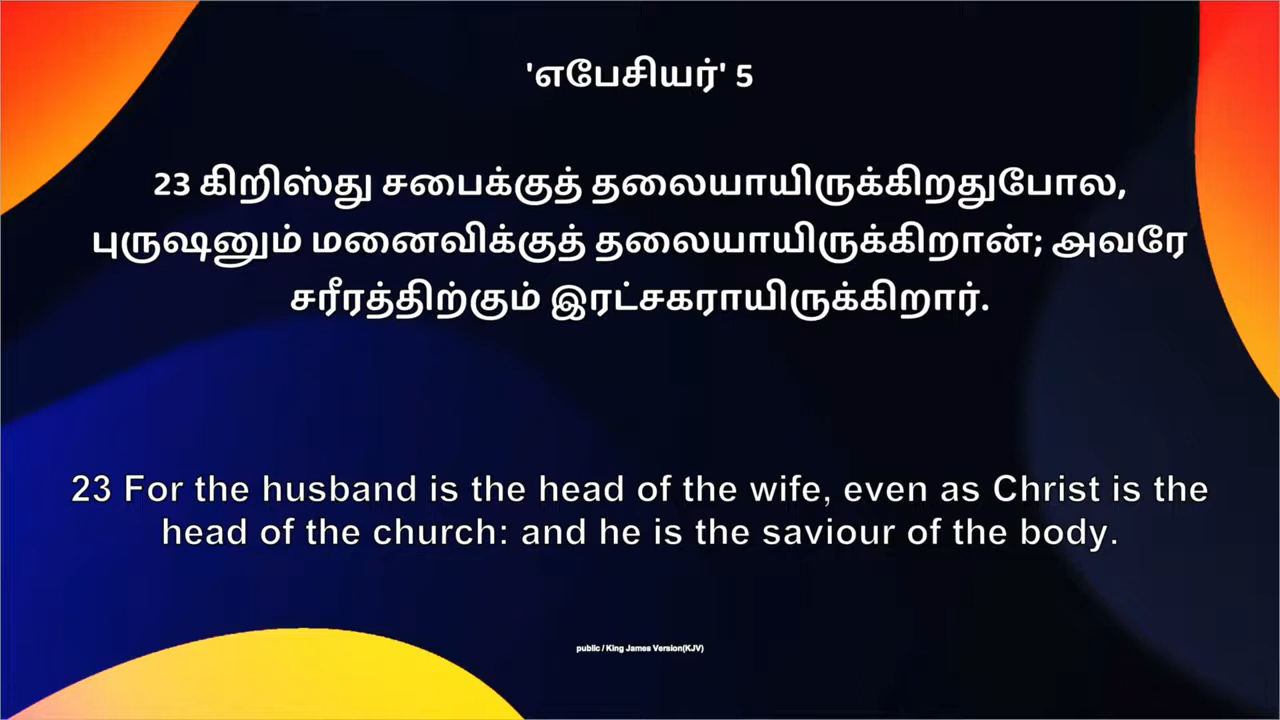 'எபேசியர்' 5
23 கிறிஸ்து சபைக்குத் தலையாயிருக்கிறதுபோல,
புருஷனும் மனைவிக்குத் தலையாயிருக்கிறான்; அவரே
சரீரத்திற்கும் இரட்சகராயிருக்கிறார்.
23 For the husband is the head of the wife, even as Christ is the
head of the church: and he is the saviour of the body.
public / King James Version(KJV)